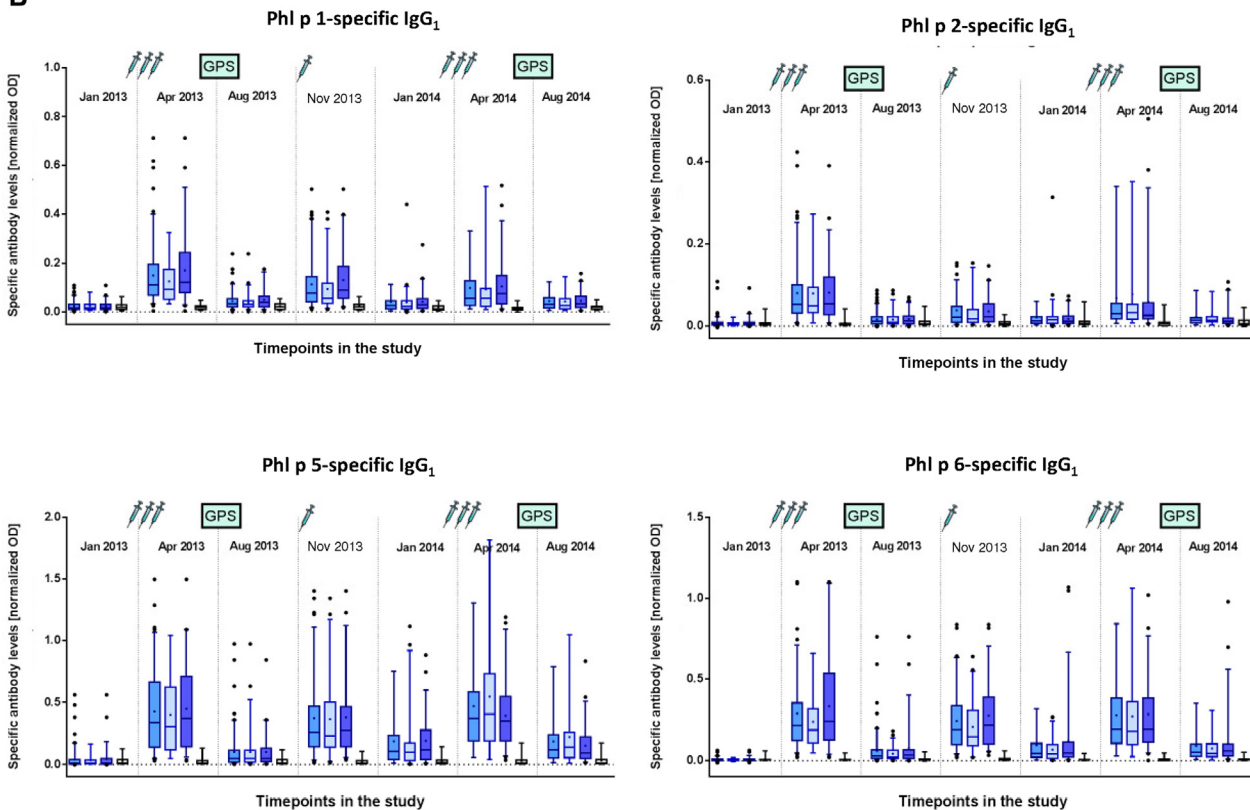 Phl p 1-specific IgG₁
Specific antibody levels [normalized OD]
1.0
0.8
0.6
0.4
0.2
0.0
GPS
GPS
Jan 2013
Apr 2013
Aug 2013
Nov 2013
Jan 2014
Apr 2014
Aug 2014
Timepoints in the study
Phl p 2-specific IgG₁
Specific antibody levels [normalized OD]
0.6
0.4
0.2
0.0
GPS
GPS
Jan 2013
Apr 2013
Aug 2013
Nov 2013
Jan 2014
Apr 2014
Aug 2014
Timepoints in the study
Phl p 5-specific IgG₁
Specific antibody levels [normalized OD]
2.0
1.5
1.0
0.5
0.0
GPS
GPS
Jan 2013
Apr 2013
Aug 2013
Nov 2013
Jan 2014
Apr 2014
Aug 2014
Timepoints in the study
Phl p 6-specific IgG₁
Specific antibody levels [normalized OD]
1.5
1.0
0.5
0.0
GPS
GPS
Jan 2013
Apr 2013
Aug 2013
Nov 2013
Jan 2014
Apr 2014
Aug 2014
Timepoints in the study